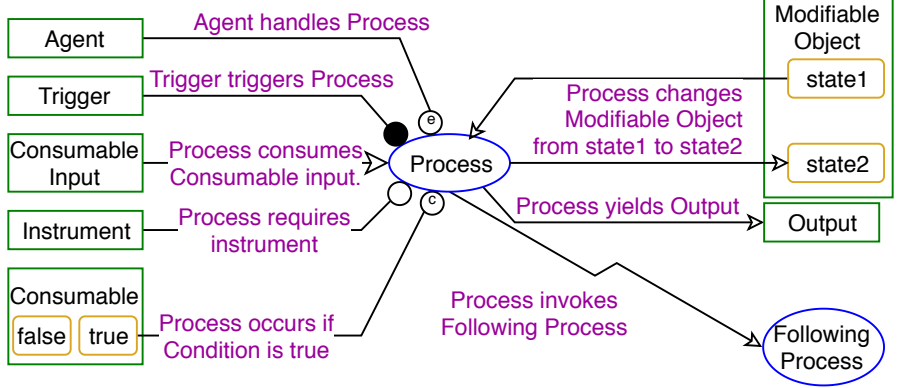 Agent
Agent handles Process
Modifiable
Object
state1
Trigger
Trigger triggers Process
e
Process changes
Modifiable Object
from state1 to state2
Consumable
Input
Process consumes
Consumable input.
Process
state2
Instrument
Process requires
instrument
c
Process yields Output
Output
Consumable
false
true
Process occurs if
Condition is true
Process invokes
Following Process
Following
Process